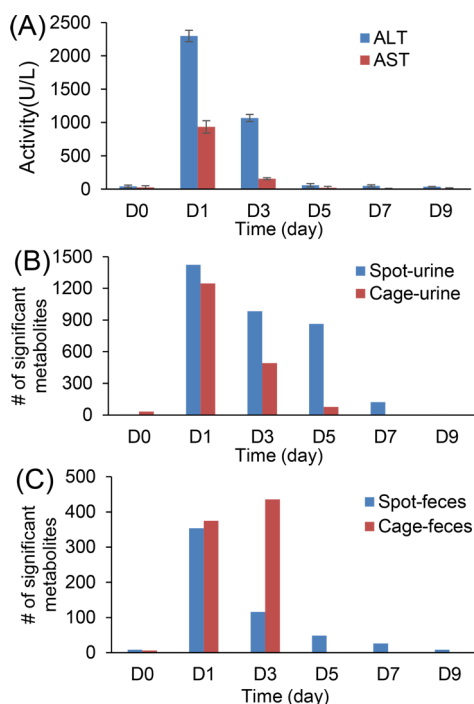 (A)
2500
2000
1500
1000
500
0
Activity(U/L)
ALT
AST
D0 D1 D3 D5 D7 D9
Time (day)
(B)
1500
1200
900
600
300
0
# of significant
metabolites
Spot-urine
Cage-urine
D0 D1 D3 D5 D7 D9
Time (day)
(C)
500
400
300
200
100
0
# of significant
metabolites
Spot-feces
Cage-feces
D0 D1 D3 D5 D7 D9
Time (day)